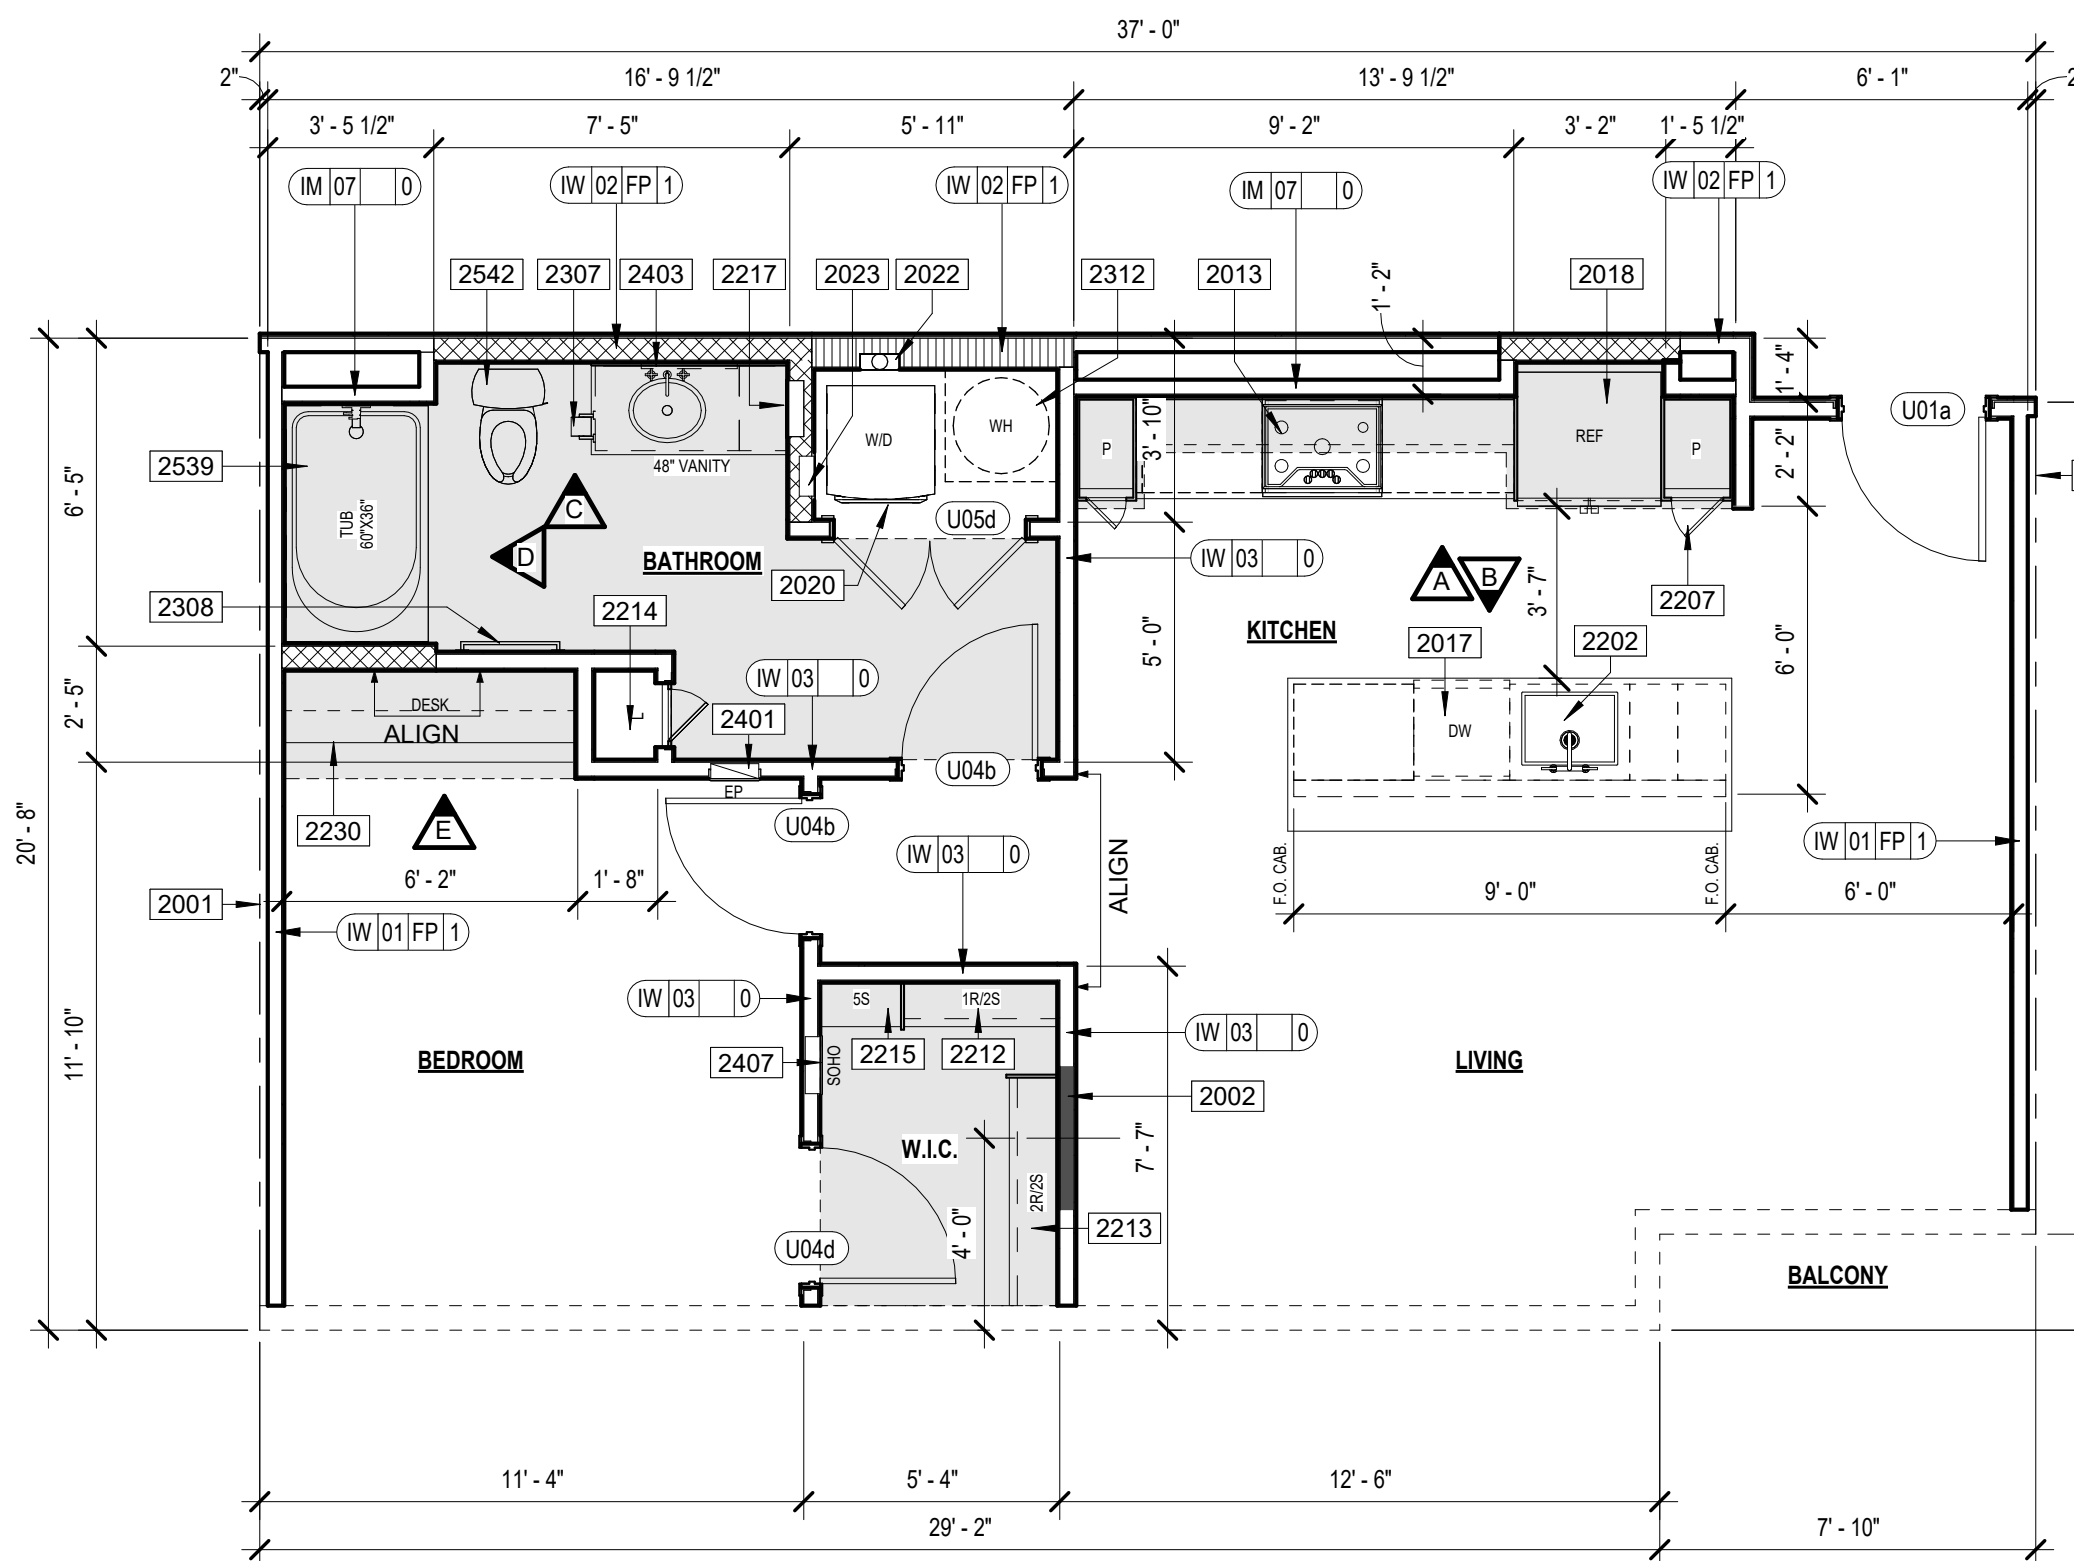 37' - 0"
2" 16' - 9 1/2" 13' - 9 1/2" 6' - 1" 2
3' - 5 1/2" 7' - 5" 5' - 11" 9' - 2" 3' - 2" 1' - 5 1/2"
IM 07 0
IW 02 FP 1
IW 02 FP 1
IM 07 0
IW 02 FP 1
2542 2307 2403 2217 2023 2022 2312 2013 1' - 2" 2018
1' - 4"
U01a
W/D WH P REF P
3' - 10"
2' - 2"
2539
48" VANITY
6' - 5"
TUB
60"X36"
C
U05d
D
BATHROOM
IW 03 0
A B
2020
3' - 7"
2207
2308
2214
KITCHEN
2017 2202
5' - 0"
6' - 0"
IW 03 0
2' - 5"
DESK
L
2401
ALIGN
DW
U04b
EP
20' - 8"
2230
E
U04b
IW 03 0
ALIGN
IW 01 FP 1
6' - 2" 1' - 8"
F.O. CAB.
9' - 0"
F.O. CAB.
6' - 0"
2001
IW 01 FP 1
IW 03 0
5S 1R/2S
11' - 10"
IW 03 0
BEDROOM
2407
SOHO
2215 2212
LIVING
2002
W.I.C.
7' - 7"
2R/2S
4' - 0"
2213
U04d
BALCONY
11' - 4" 5' - 4" 12' - 6"
29' - 2" 7' - 10"